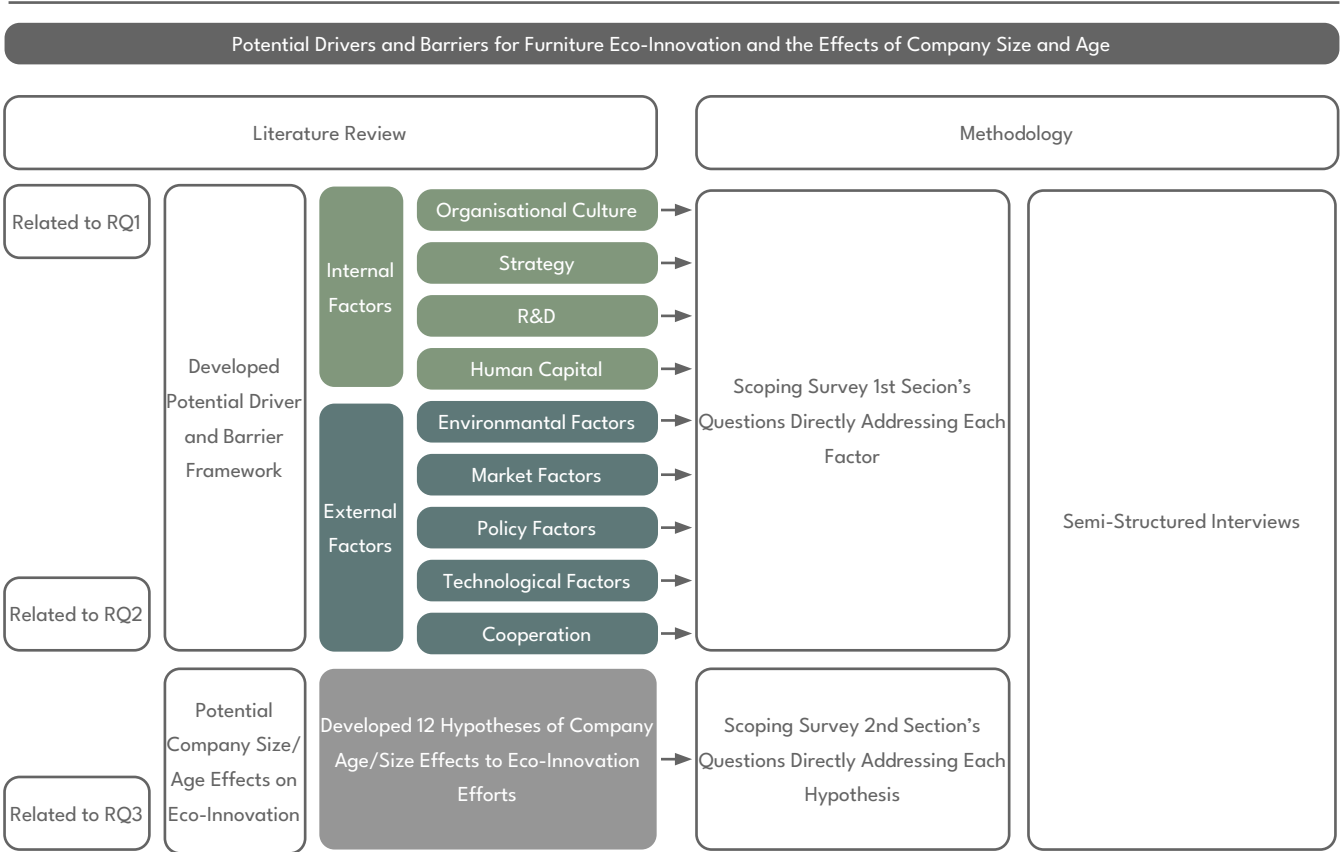 Potential Drivers and Barriers for Furniture Eco-Innovation and the Effects of Company Size and Age
Literature Review
Methodology
Related to RQ1
Related to RQ2
Developed
Potential Driver
and Barrier
Framework
Internal
Factors
Organisational Culture
Strategy
R&D
Human Capital
External
Factors
Environmantal Factors
Market Factors
Policy Factors
Technological Factors
Cooperation
Scoping Survey 1st Secion’s
Questions Directly Addressing Each
Factor
Semi-Structured Interviews
Related to RQ3
Potential
Company Size/
Age Effects on
Eco-Innovation
Developed 12 Hypotheses of Company
Age/Size Effects to Eco-Innovation
Efforts
Scoping Survey 2nd Section’s
Questions Directly Addressing Each
Hypothesis